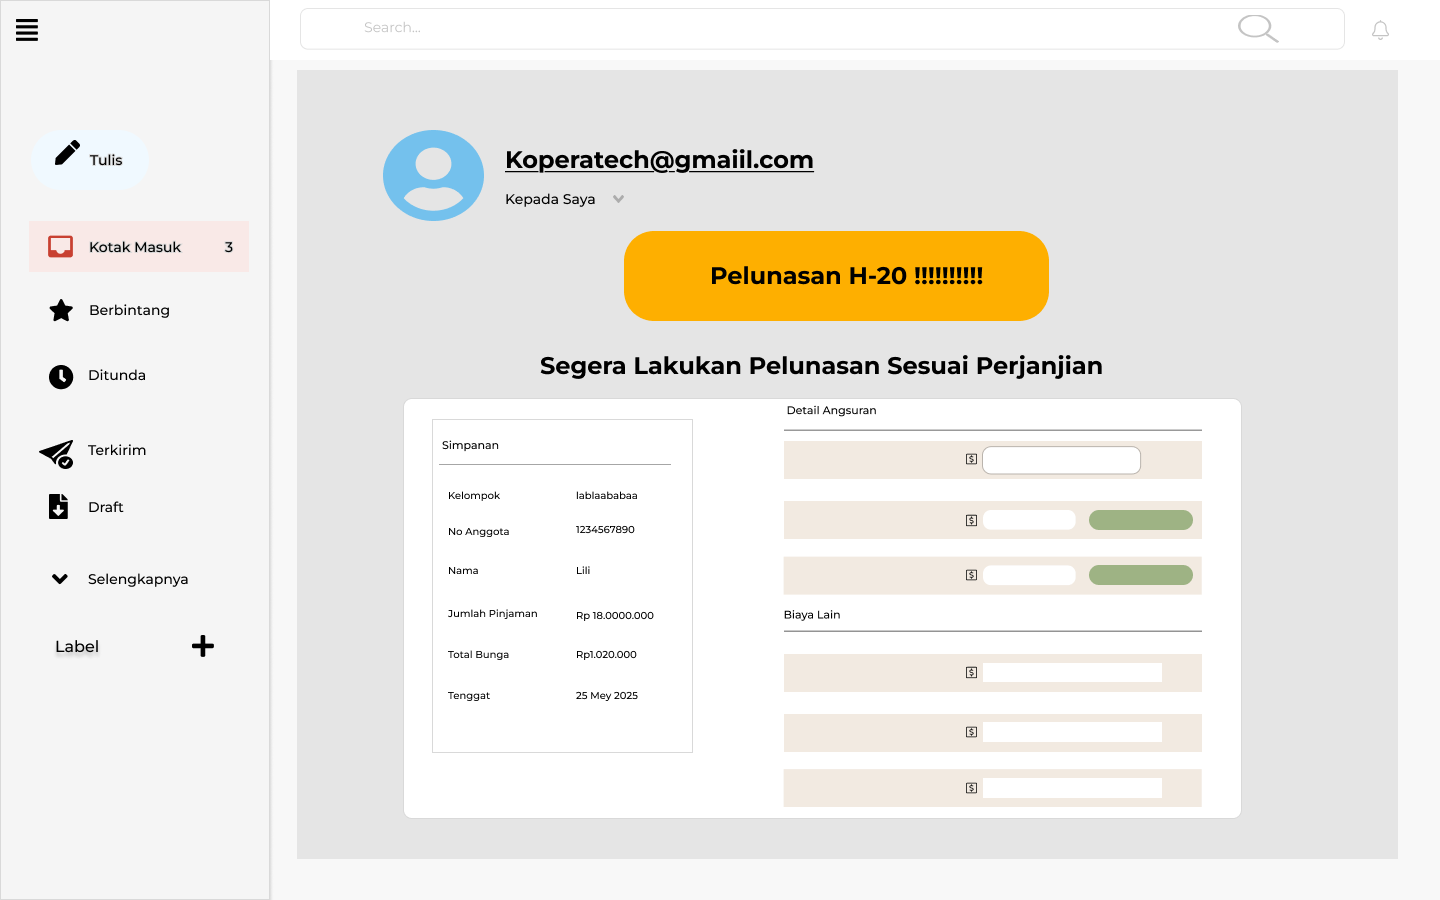 Search...
Tulis
Kotak Masuk 3
Berbintang
Ditunda
Terkirim
Draft
Selengkapnya
Label
Koperatech@gmaiil.com
Kepada Saya
Pelunasan H-20 !!!!!!!!!!
Segera Lakukan Pelunasan Sesuai Perjanjian
Simpanan
Kelompok lablaababaa
No Anggota 1234567890
Nama Lili
Jumlah Pinjaman Rp 18.0000.000
Total Bunga Rp1.020.000
Tenggat 25 Mey 2025
Detail Angsuran
Biaya Lain